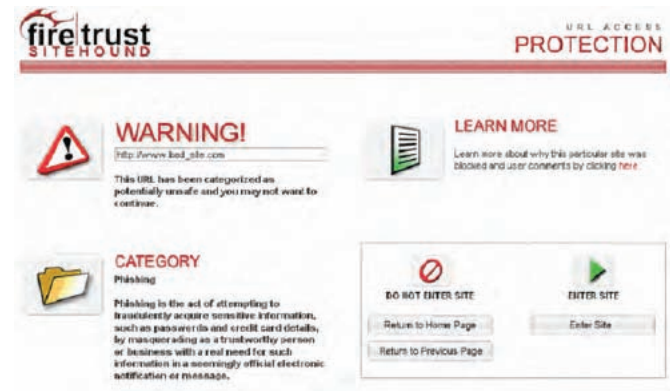 fire trust
SITEHOUND
URL ACCESS
PROTECTION
WARNING!
http://www.bad_site.com
This URL has been categorized as
potentially unsafe and you may not want to
continue.
LEARN MORE
Learn more about why this particular site was
blocked and user comments by clicking here
CATEGORY
Phishing
Phishing is the act of attempting to
fraudulently acquire sensitive information,
such as passwords and credit card details,
by masquerading as a trustworthy person
or business with a real need for such
information in a seemingly official electronic
notification or message.
DO NOT ENTER SITE
Return to Home Page
Return to Previous Page
ENTER SITE
Enter Site